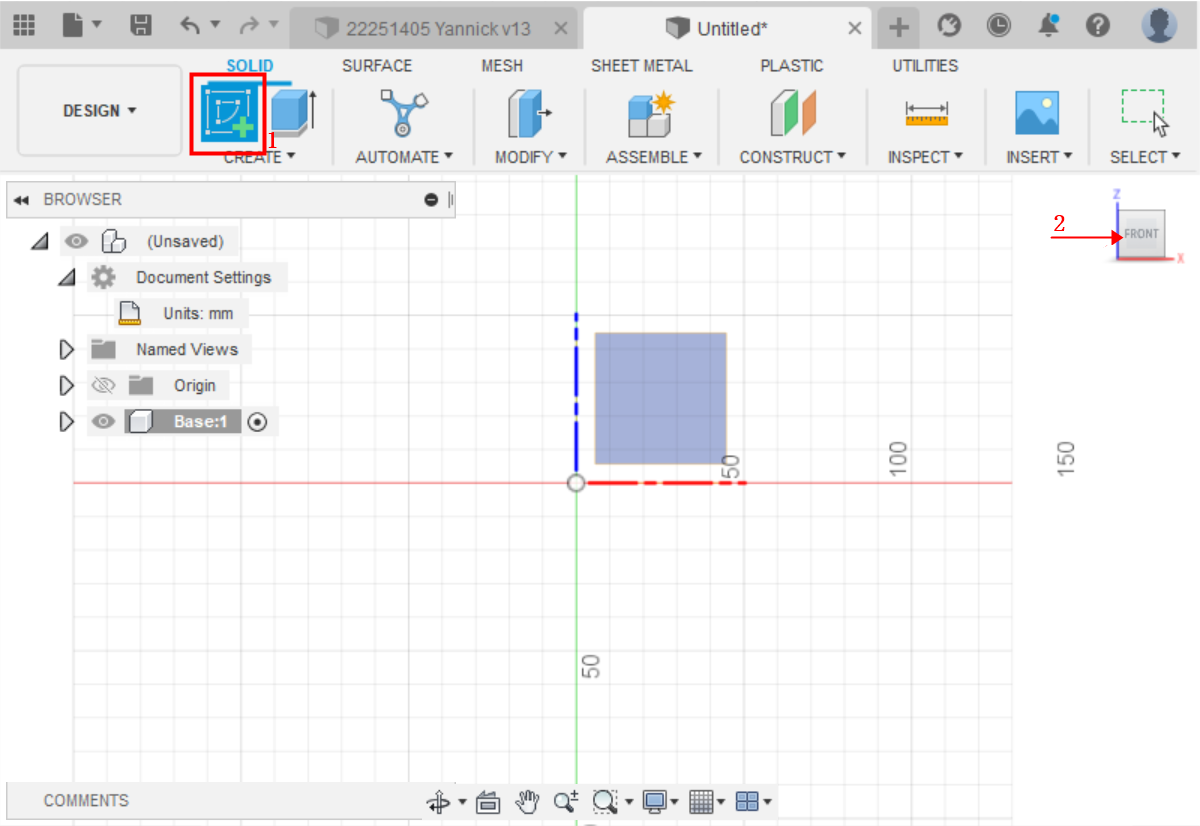 22251405 Yannick v13
Untitled*
SOLID
SURFACE
MESH
SHEET METAL
PLASTIC
UTILITIES
DESIGN
1
CREATE
AUTOMATE
MODIFY
ASSEMBLE
CONSTRUCT
INSPECT
INSERT
SELECT
BROWSER
(Unsaved)
Document Settings
Units: mm
Named Views
Origin
Base:1
Z
2
FRONT
X
50
100
150
50
COMMENTS